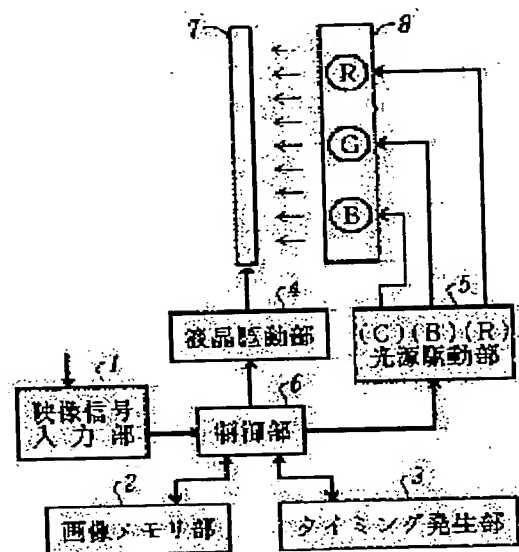 7
8
R
G
B
4
5
液晶駆動部
(C)(B)(R)
光源駆動部
1
6
映像信号
入力部
制御部
2
3
画像メモリ部
タイミング発生部